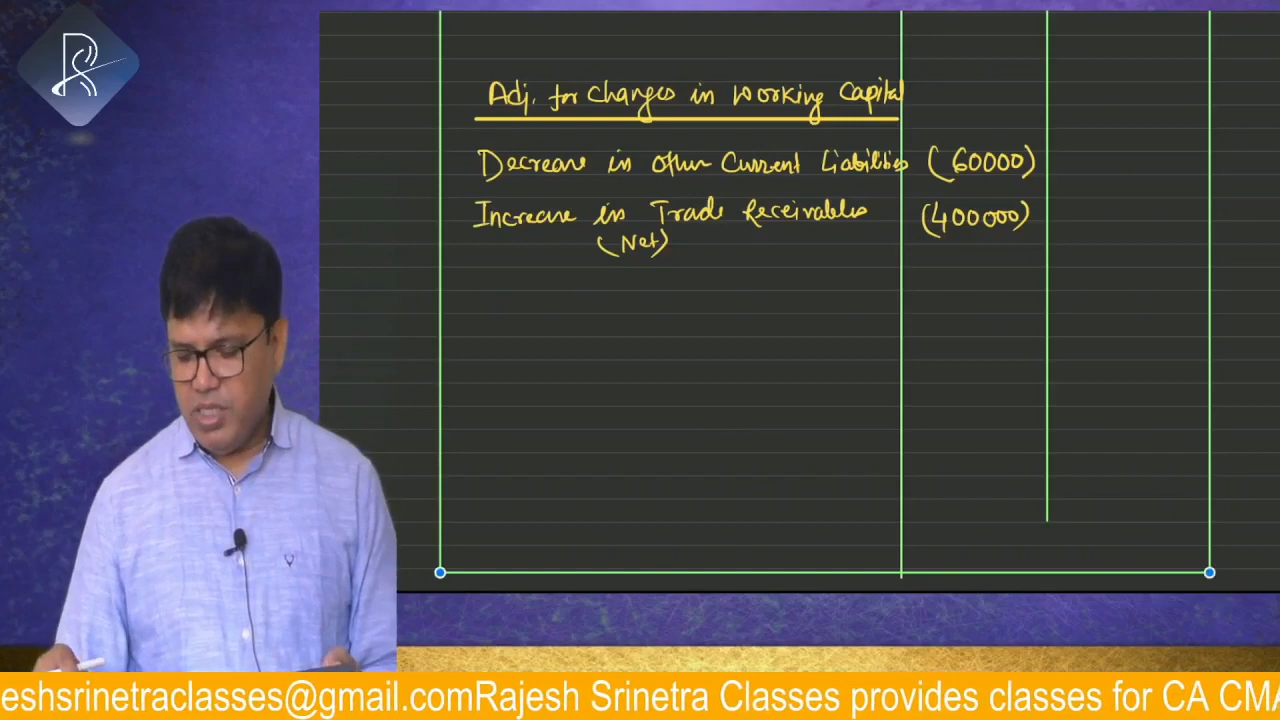 Adj. for changes in working capital
Decrease in other Current Liabilities (60000)
Increase in Trade Receivables (400000)
(Net)
eshsrinetraclasses@gmail.comRajesh Srinetra Classes provides classes for CA CMA